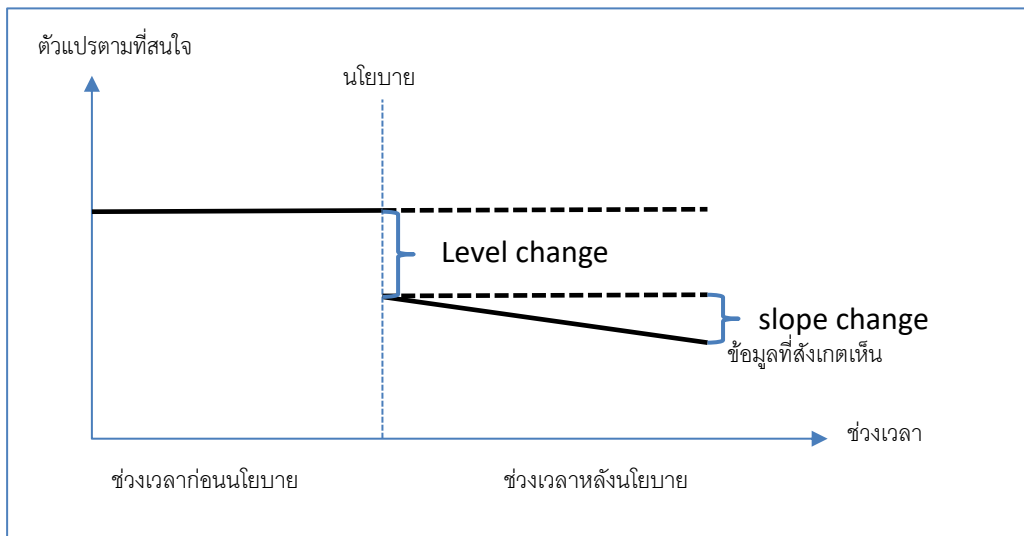 ตัวแปรตามที่สนใจ
นโยบาย
Level change
slope change
ข้อมูลที่สังเกตเห็น
ช่วงเวลา
ช่วงเวลาก่อนนโยบาย
ช่วงเวลาหลังนโยบาย